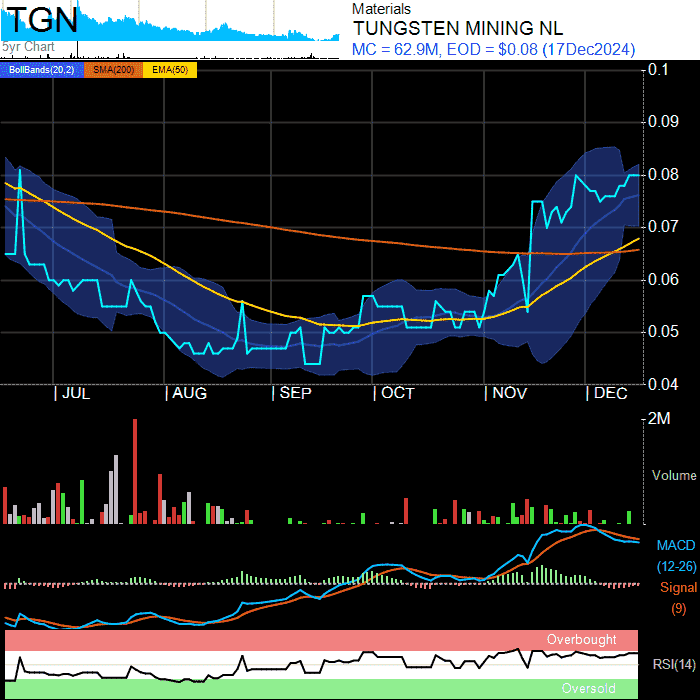 TGN
5yr Chart
Materials
TUNGSTEN MINING NL
MC = 62.9M, EOD = $0.08 (17Dec2024)
BollBands(20,2) SMA(200) EMA(50)
0.1
0.09
0.08
0.07
0.06
0.05
0.04
JUL AUG SEP OCT NOV DEC
2M
Volume
MACD
(12-26)
Signal
(9)
Overbought
RSI(14)
Oversold